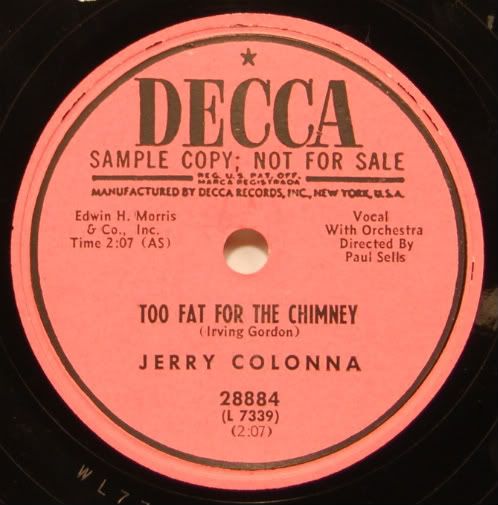 DECCA
SAMPLE COPY; NOT FOR SALE
REG. U.S. PAT. OFF.
MARCA REGISTRADA
MANUFACTURED BY DECCA RECORDS, INC., NEW YORK, U.S.A.
Edwin H. Morris
& Co., Inc.
Time 2:07 (AS)
Vocal
With Orchestra
Directed By
Paul Sells
TOO FAT FOR THE CHIMNEY
(Irving Gordon)
JERRY COLONNA
28884
(L 7339)
(2:07)